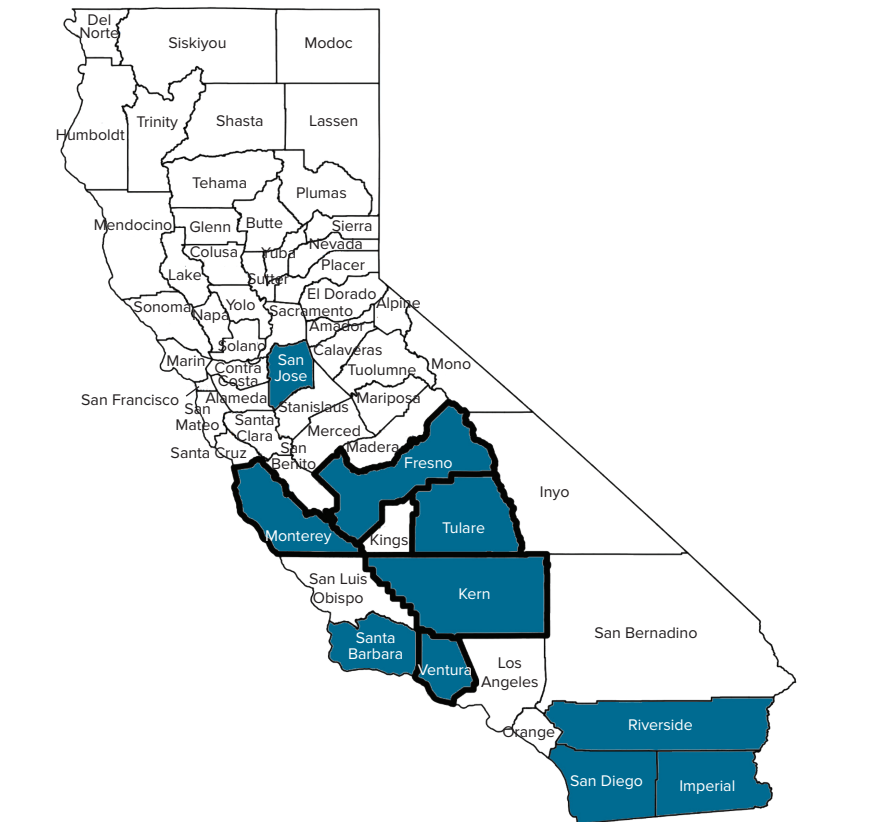 Del
Norte
Siskiyou
Modoc
Humboldt
Trinity
Shasta
Lassen
Tehama
Plumas
Mendocino
Glenn
Butte
Sierra
Nevada
Colusa
Yuba
Placer
Lake
Sutter
El Dorado
Sonoma
Napa
Yolo
Sacramento
Alpine
Amador
Solano
Calaveras
Marin
Contra
Costa
San
Jose
Tuolumne
Mono
San Francisco
Alameda
Stanislaus
Mariposa
San
Mateo
Santa
Clara
Merced
Santa Cruz
San
Benito
Madera
Fresno
Inyo
Monterey
Kings
Tulare
San Luis
Obispo
Kern
San Bernadino
Santa
Barbara
Ventura
Los
Angeles
Orange
Riverside
San Diego
Imperial